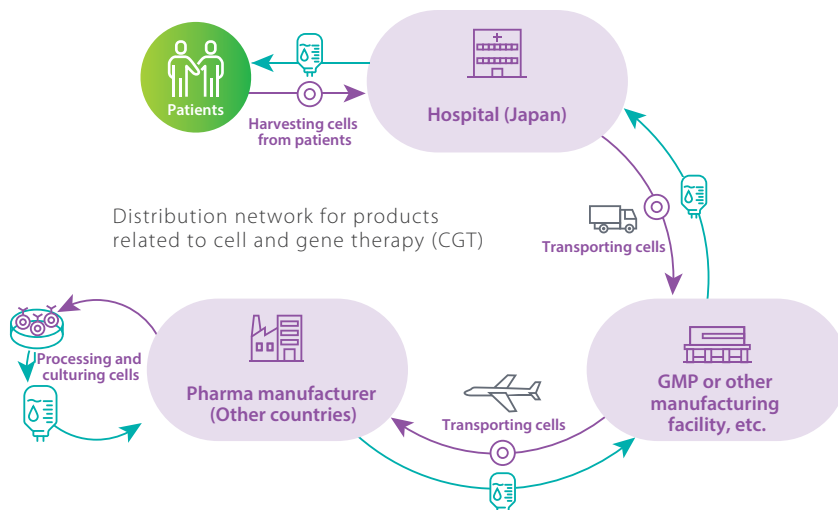 Patients
Harvesting cells
from patients
Hospital (Japan)
Distribution network for products
related to cell and gene therapy (CGT)
Transporting cells
Processing and
culturing cells
Pharma manufacturer
(Other countries)
Transporting cells
GMP or other
manufacturing
facility, etc.